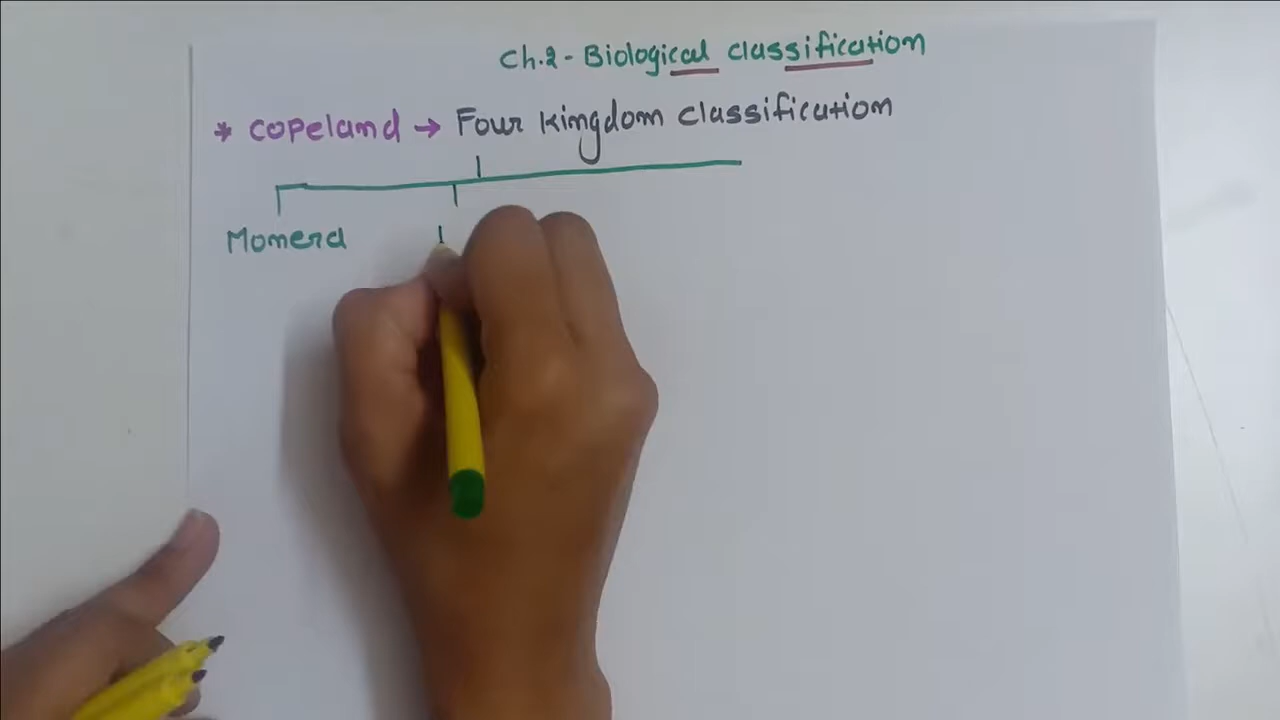 Ch.2 - Biological classification
* copeland → Four kingdom classification
Monera